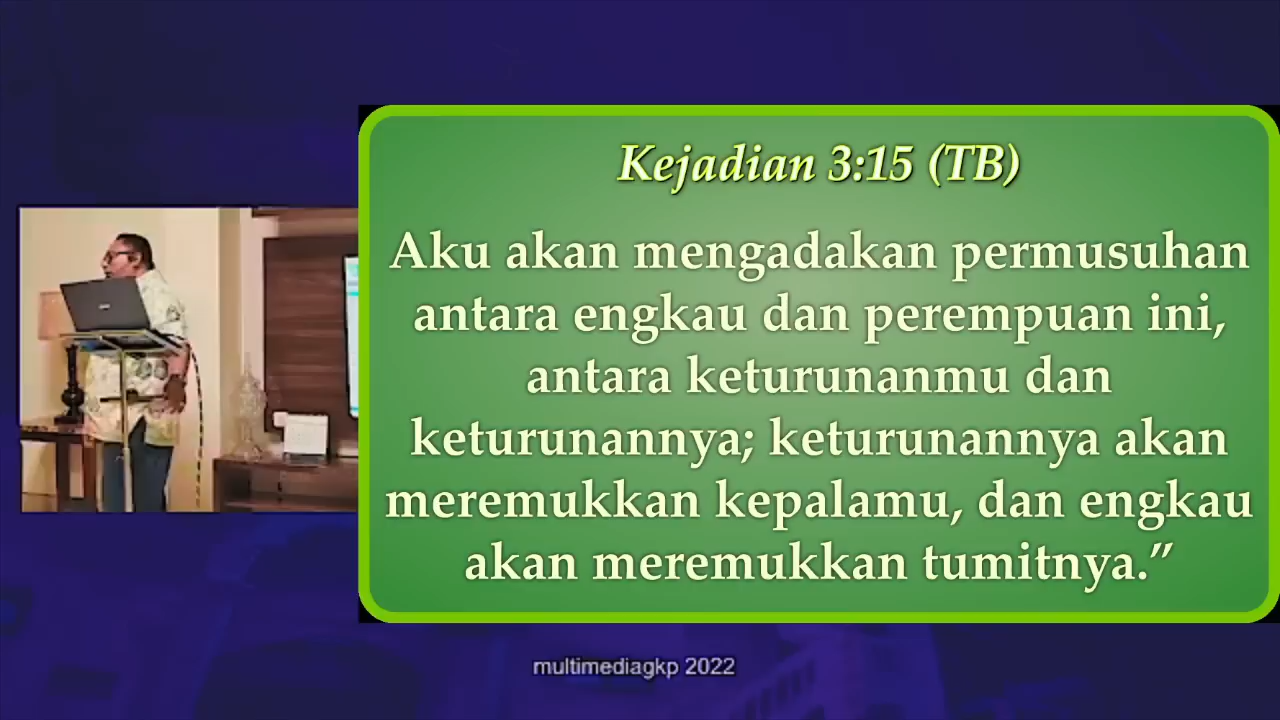 Kejadian 3:15 (TB)
Aku akan mengadakan permusuhan
antara engkau dan perempuan ini,
antara keturunanmu dan
keturunannya; keturunannya akan
meremukkan kepalamu, dan engkau
akan meremukkan tumitnya.”
multimediagkp 2022